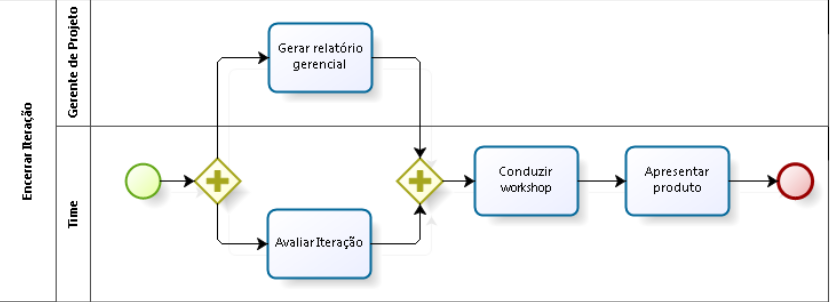 Encerrar Iteração
Gerente de Projeto
Gerar relatório
gerencial
Time
Avaliar Iteração
Conduzir
workshop
Apresentar
produto